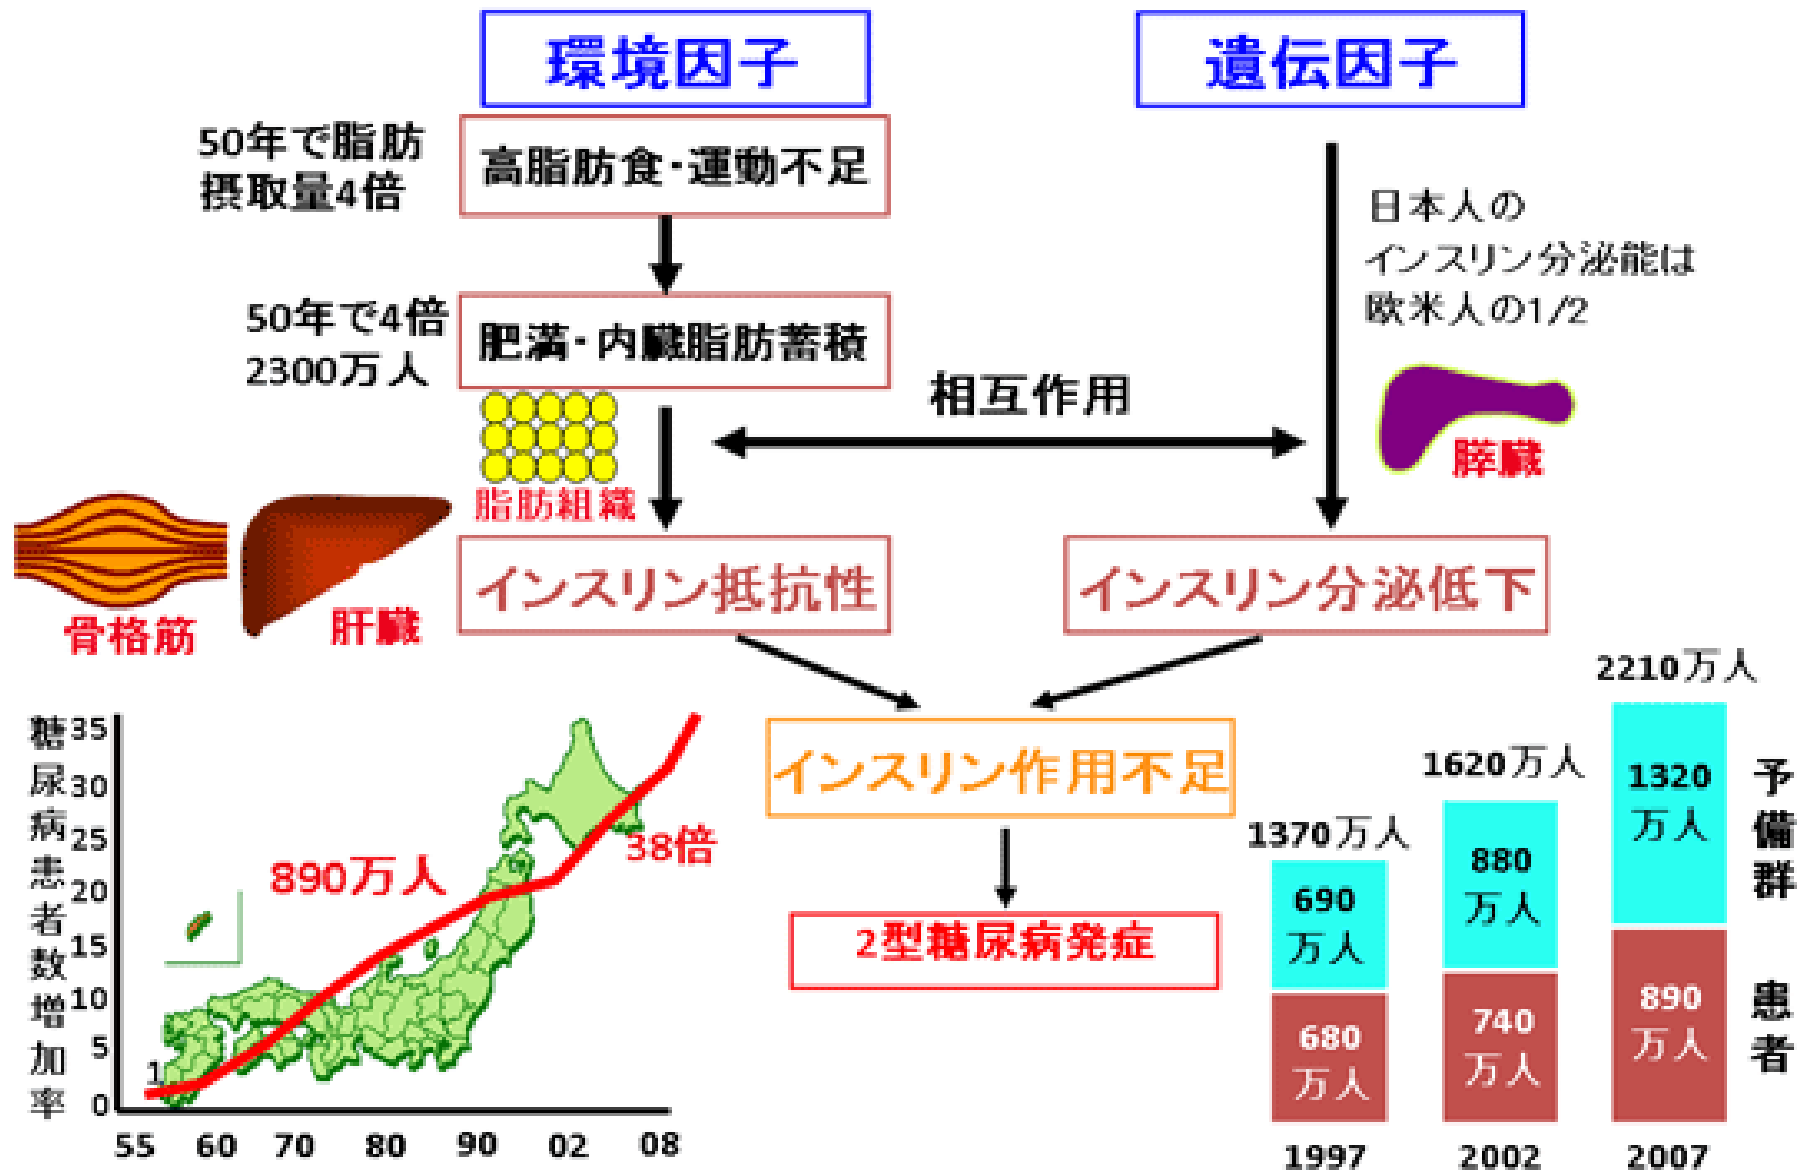 環境因子
遺伝因子
50年で脂肪
摂取量4倍
高脂肪食・運動不足
日本人の
インスリン分泌能は
欧米人の1/2
50年で4倍
2300万人
肥満・内臓脂肪蓄積
相互作用
膵臓
脂肪組織
骨格筋
肝臓
インスリン抵抗性
インスリン分泌低下
インスリン作用不足
2型糖尿病発症
糖尿病患者数増加率
35
30
25
20
15
10
5
0
1
890万人
38倍
55 60 70 80 90 02 08
1370万人
690
万人
680
万人
1997
1620万人
880
万人
740
万人
2002
2210万人
1320
万人
890
万人
2007
予備群
患者